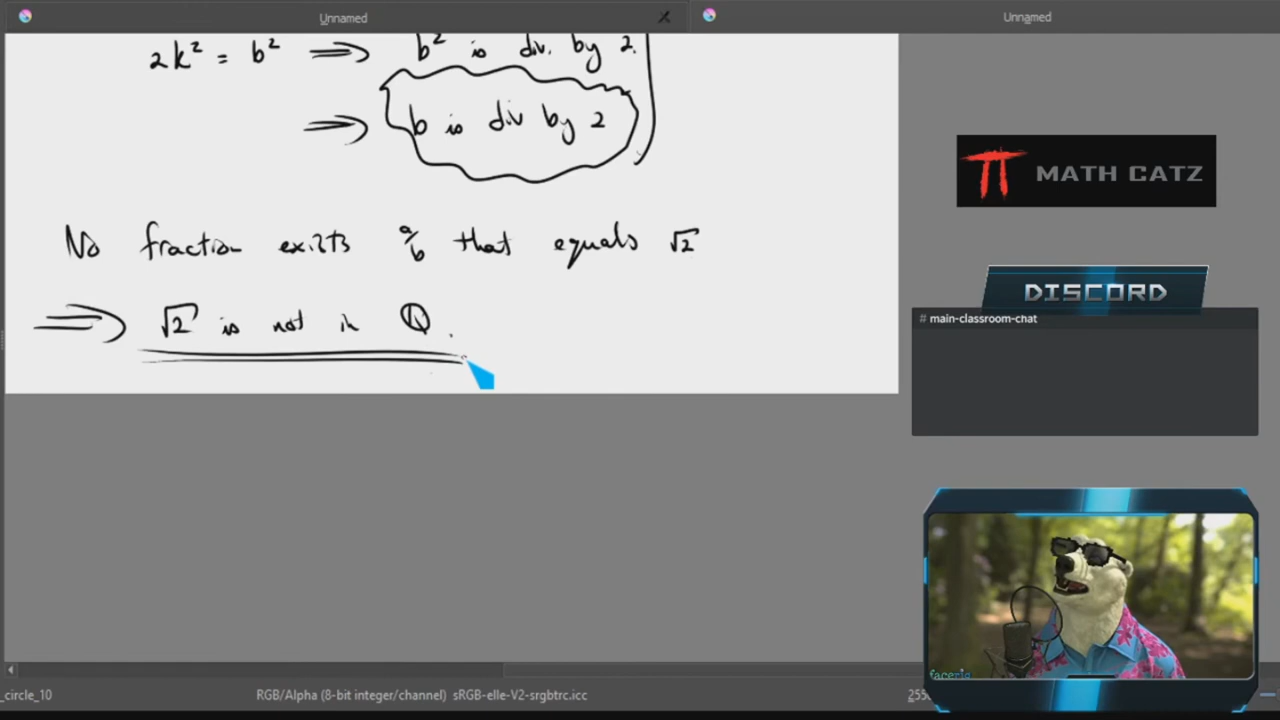 Unnamed
Unnamed
2k² = b² ⟹ b² is div. by 2.
⟹ b is div by 2
No fraction exists a/b that equals √2
⟹ √2 is not in ℚ.
π MATH CATZ
DISCORD
# main-classroom-chat
facerig
_circle_10
RGB/Alpha (8-bit integer/channel) sRGB-elle-V2-srgbtrc.icc
255